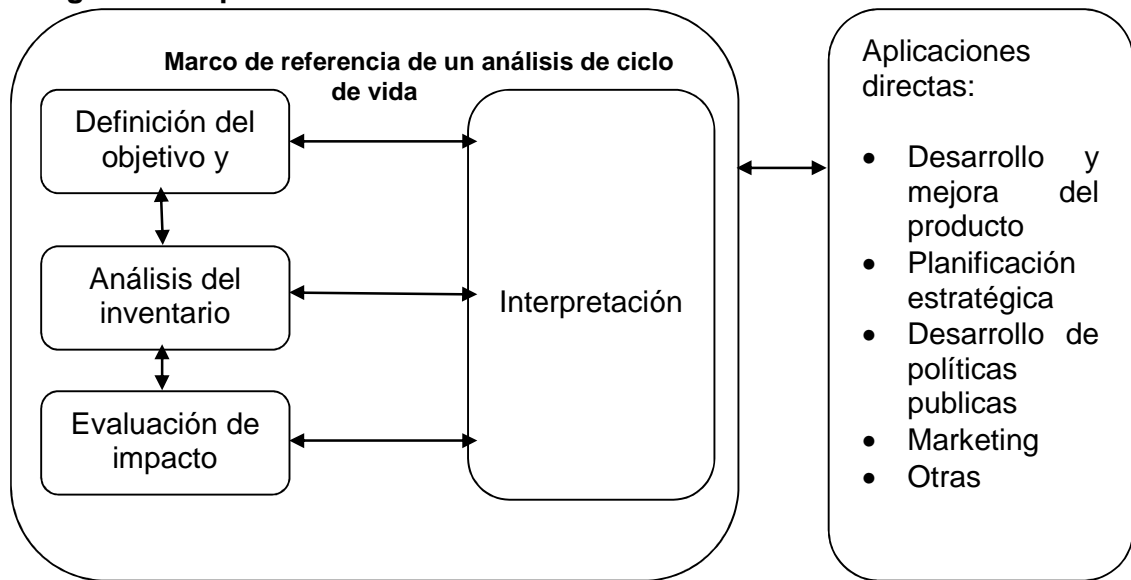 Marco de referencia de un análisis de ciclo
de vida
Definición del
objetivo y
Análisis del
inventario
Evaluación de
impacto
Interpretación
Aplicaciones
directas:
• Desarrollo y
mejora del
producto
• Planificación
estratégica
• Desarrollo de
políticas
publicas
• Marketing
• Otras